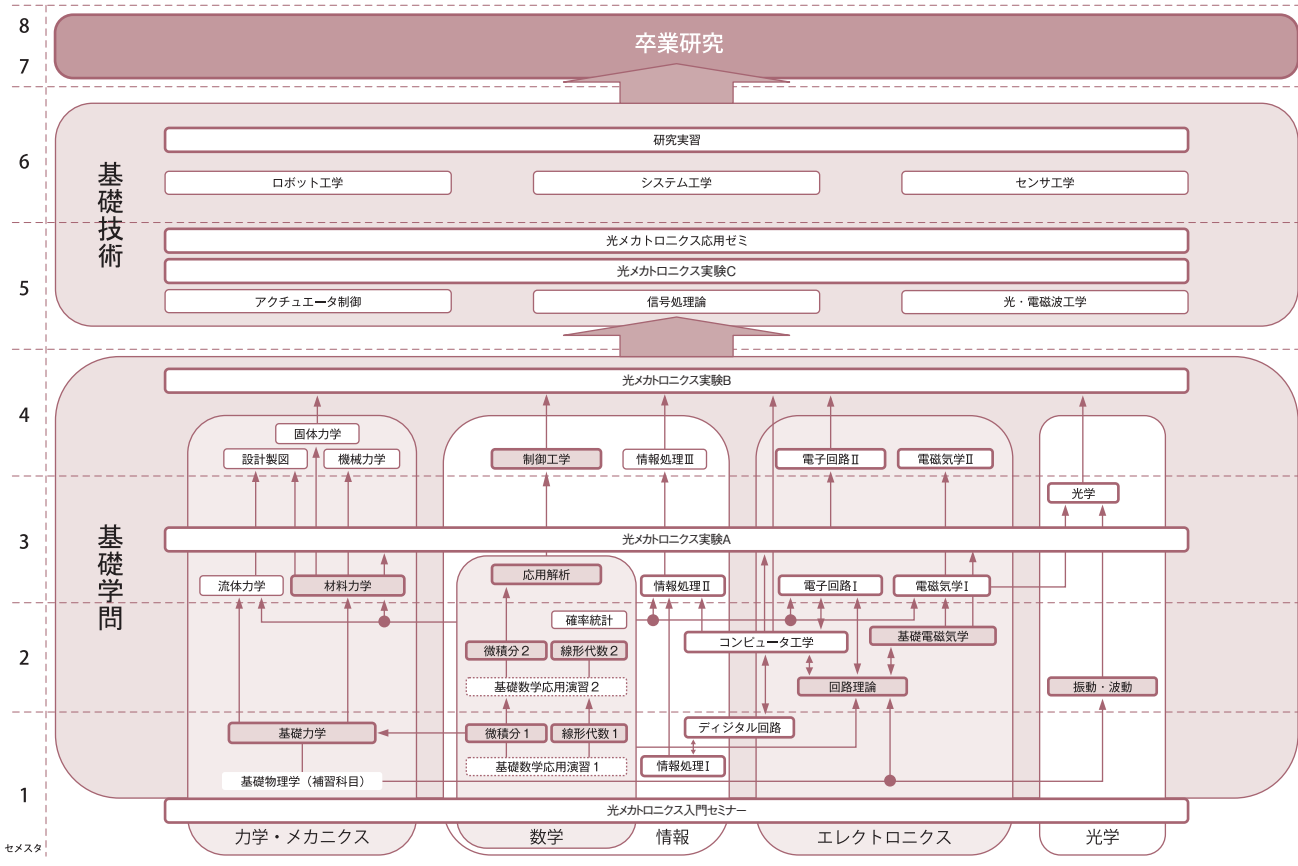 8
卒業研究
7
基礎技術
6
研究実習
ロボット工学
システム工学
センサ工学
光メカトロニクス応用ゼミ
光メカトロニクス実験C
5
アクチュエータ制御
信号処理論
光・電磁波工学
基礎学問
光メカトロニクス実験B
4
固体力学
設計製図
機械力学
制御工学
情報処理Ⅲ
電子回路Ⅱ
電磁気学Ⅱ
光学
3
光メカトロニクス実験A
流体力学
材料力学
応用解析
情報処理Ⅱ
電子回路Ⅰ
電磁気学Ⅰ
確率統計
2
微積分2
線形代数2
コンピュータ工学
基礎電磁気学
基礎数学応用演習2
回路理論
振動・波動
基礎力学
微積分1
線形代数1
ディジタル回路
基礎数学応用演習1
情報処理Ⅰ
基礎物理学（補習科目）
1
光メカトロニクス入門セミナー
力学・メカニクス
数学
情報
エレクトロニクス
光学
セメスタ